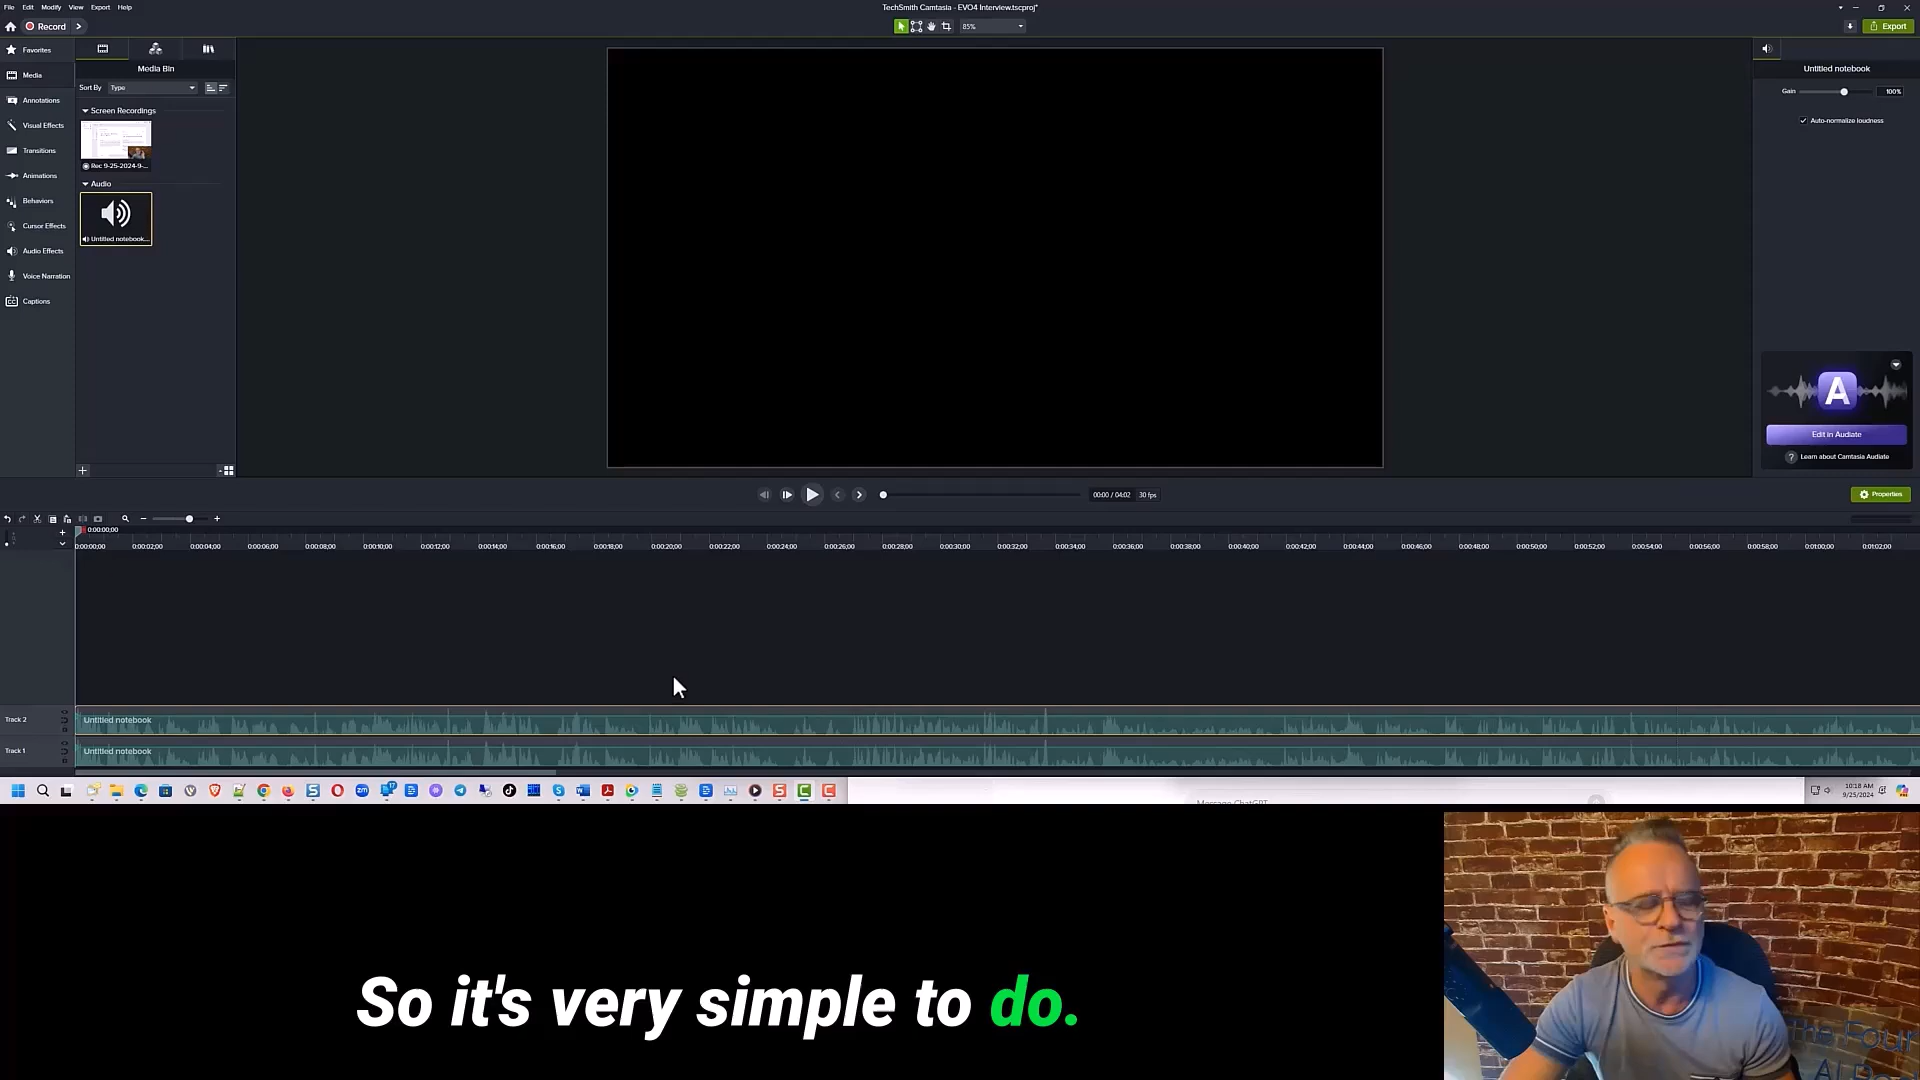 File Edit Modify View Export Help
TechSmith Camtasia - EVO4 Interview.tscproj*
Record
85%
Export
Favorites
Media
Annotations
Visual Effects
Transitions
Animations
Behaviors
Cursor Effects
Audio Effects
Voice Narration
Captions
Media Bin
Sort By Type
Screen Recordings
Rec 9-25-2024-9-...
Audio
Untitled notebook...
Untitled notebook
Gain 100%
Auto-normalize loudness
A
Edit in Audiate
? Learn about Camtasia Audiate
00:00 / 04:02 30 fps
Properties
0:00:00;00
0:00:00;00 0:00:02;00 0:00:04;00 0:00:06;00 0:00:08;00 0:00:10;00 0:00:12;00 0:00:14;00 0:00:16;00 0:00:18;00 0:00:20;00 0:00:22;00 0:00:24;00 0:00:26;00 0:00:28;00 0:00:30;00 0:00:32;00 0:00:34;00 0:00:36;00 0:00:38;00 0:00:40;00 0:00:42;00 0:00:44;00 0:00:46;00 0:00:48;00 0:00:50;00 0:00:52;00 0:00:54;00 0:00:56;00 0:00:58;00 0:01:00;00 0:01:02;00
Track 2 Untitled notebook
Track 1 Untitled notebook
Message ChatGPT
10:18 AM
9/25/2024
So it's very simple to do.
The Four
AI